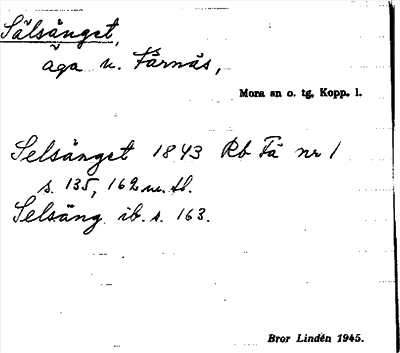 Sälsänget,
äga u. Färnäs,
Mora sn o. tg, Kopp. l.
Selsänget 1843 Rb Fä nr 1
s. 135, 162 m. fl.
Selsäng ib. s. 163.
Bror Lindén 1945.